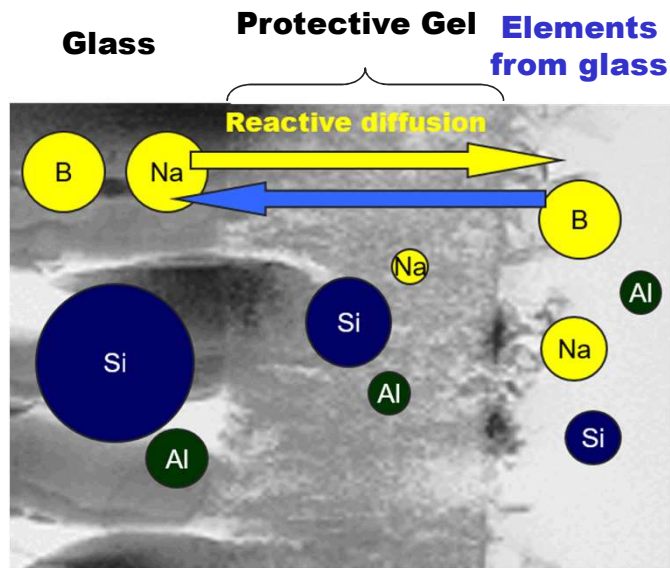 Glass
Protective Gel
Elements
from glass
Reactive diffusion
B
Na
B
Na
Al
Si
Na
Si
Al
Si
Al